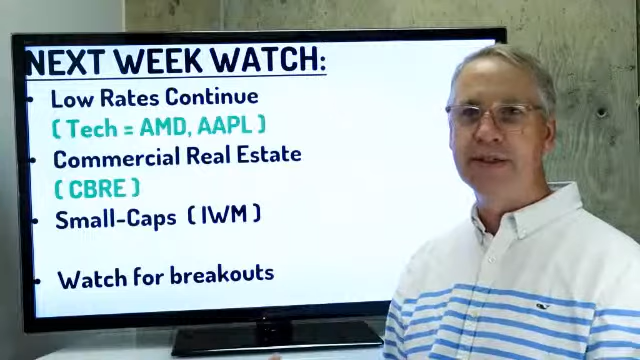 NEXT WEEK WATCH:
• Low Rates Continue
( Tech = AMD, AAPL )
• Commercial Real Estate
( CBRE )
• Small-Caps ( IWM )
• Watch for breakouts